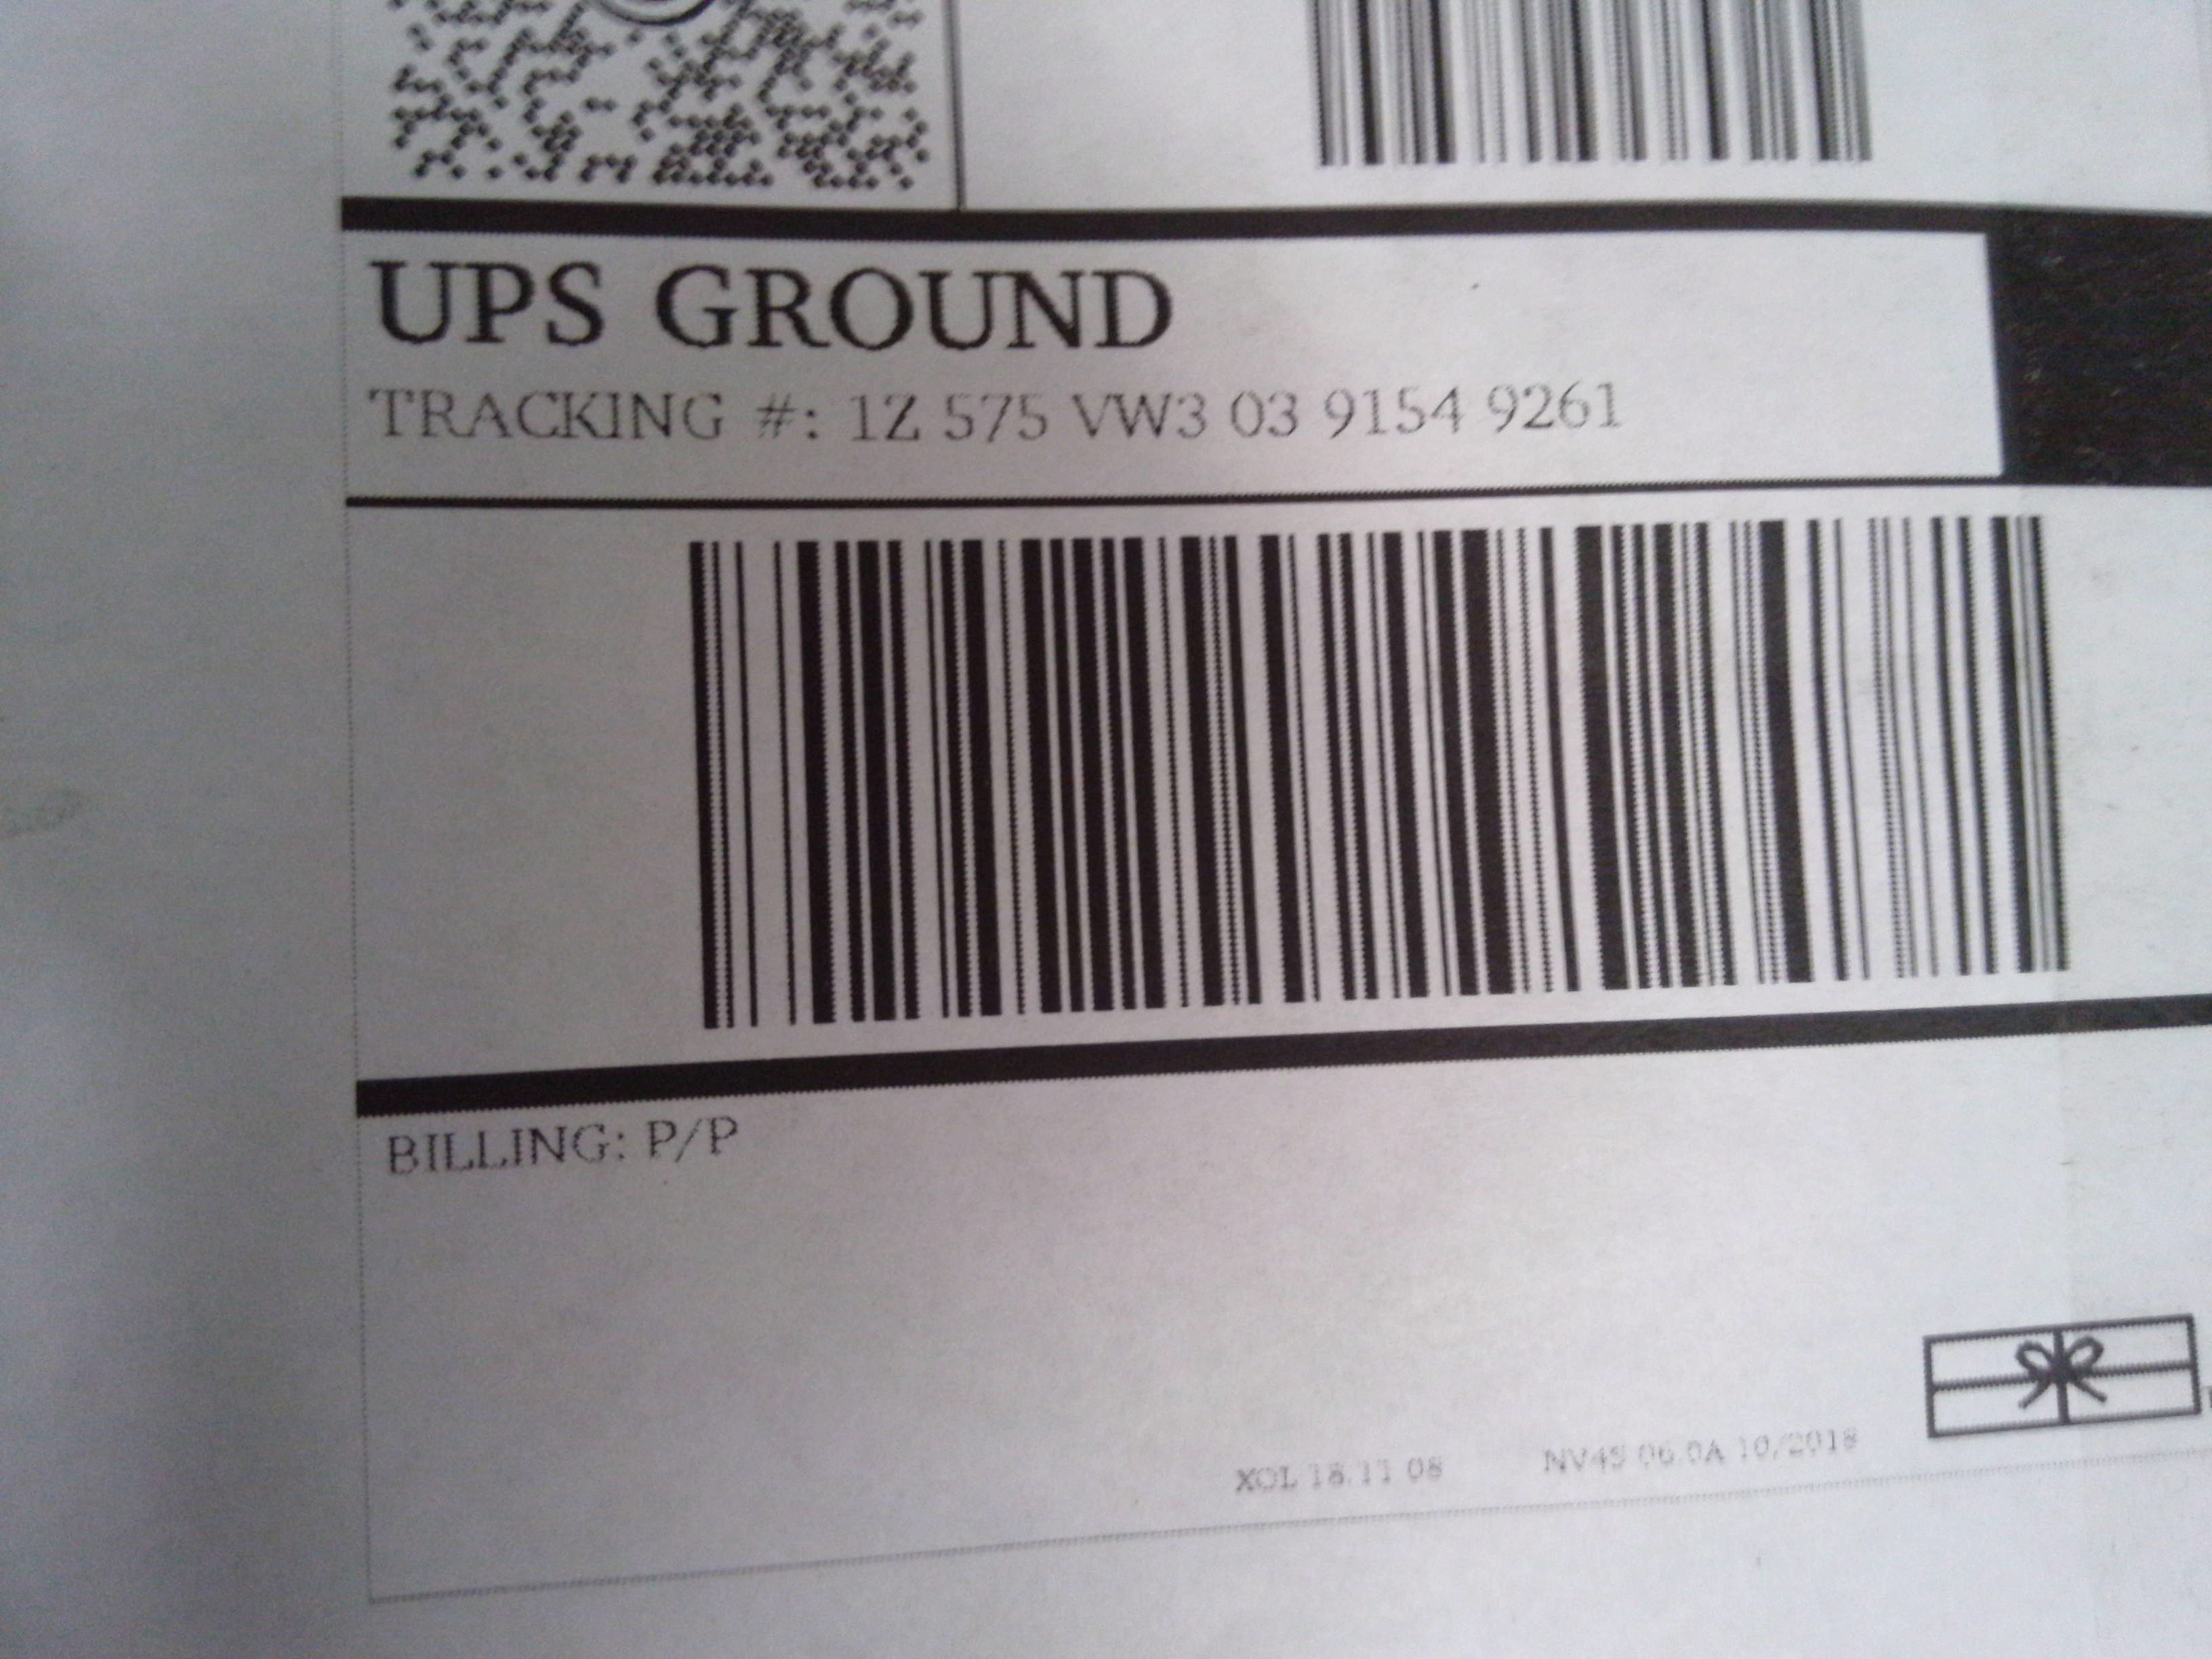 UPS GROUND
TRACKING #: 1Z 575 VW3 03 9154 9261
BILLING: P/P
XOL 18.11.08
NV45 06.0A 10/2018